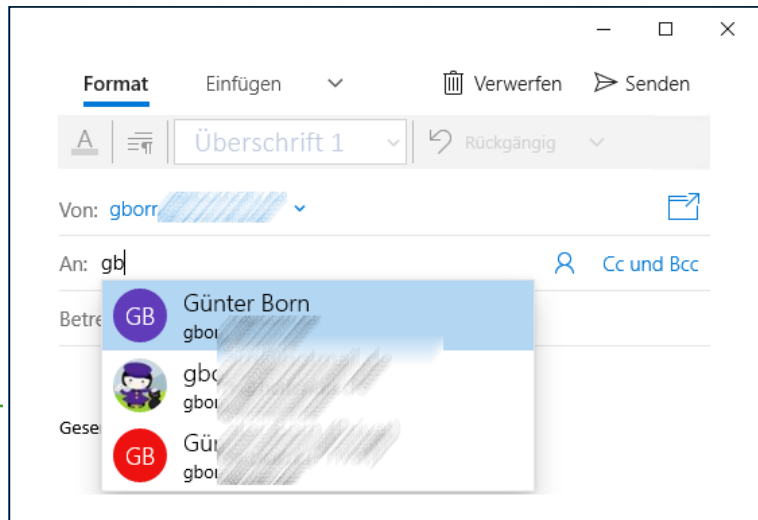 Format Einfügen Verwerfen Senden
A Überschrift 1 Rückgängig
Von: gborr
An: gb Cc und Bcc
Betre
GB Günter Born
gbor
gbo
gbor
GB Gün
gbor
Gesen